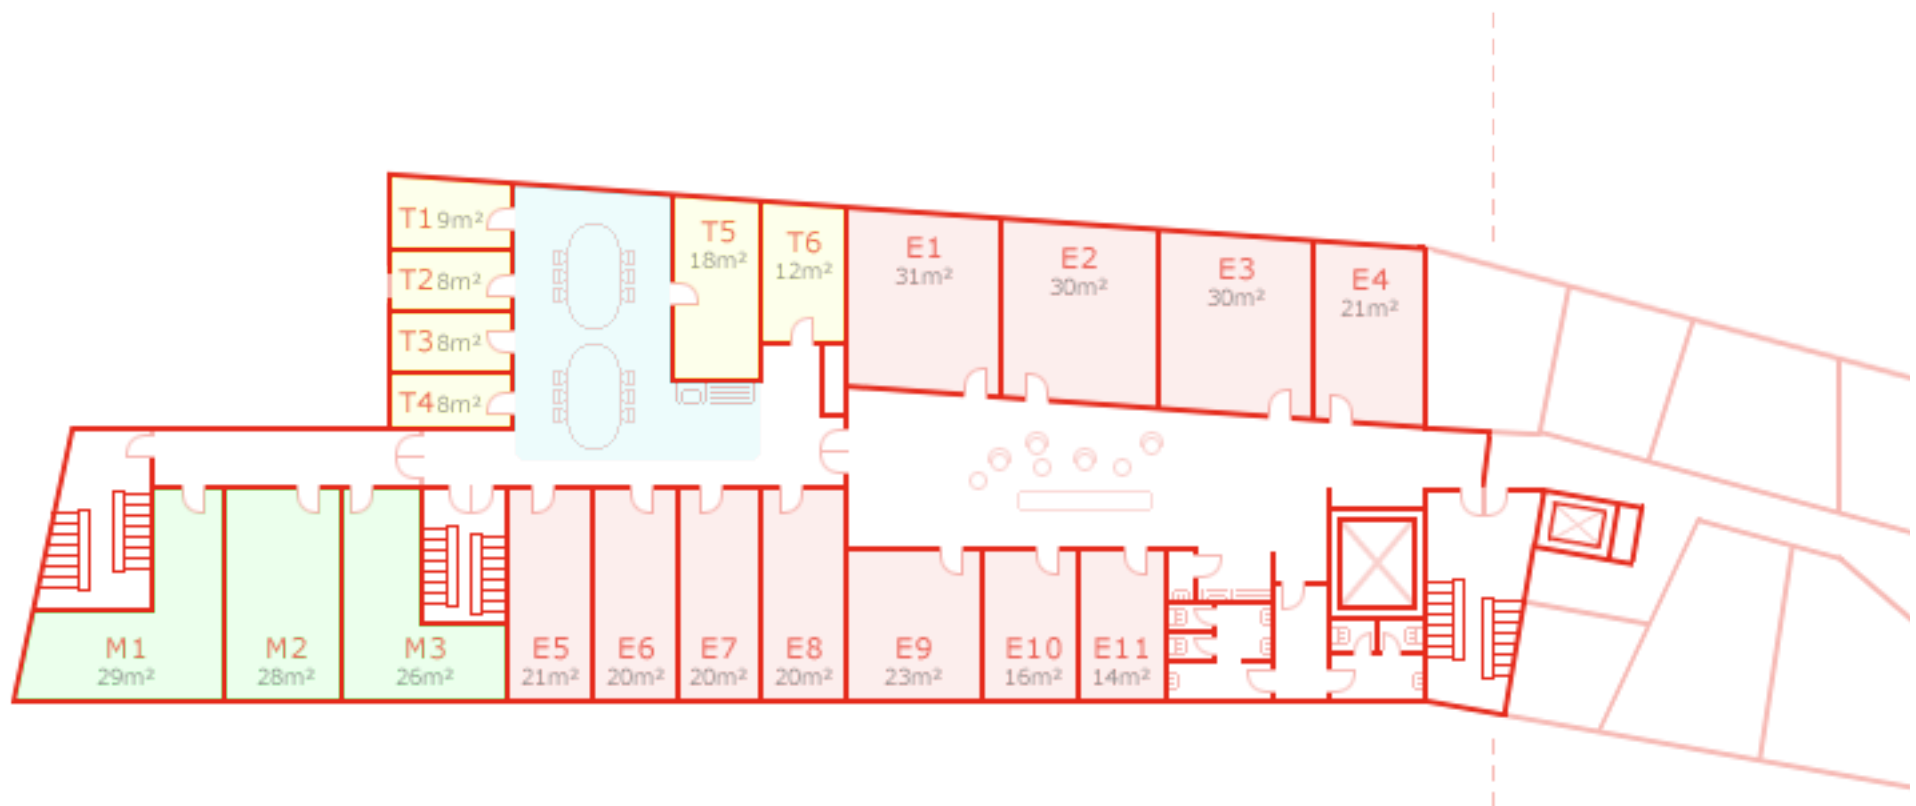 T1 9m²
T2 8m²
T3 8m²
T4 8m²
T5
18m²
T6
12m²
E1
31m²
E2
30m²
E3
30m²
E4
21m²
M1
29m²
M2
28m²
M3
26m²
E5
21m²
E6
20m²
E7
20m²
E8
20m²
E9
23m²
E10
16m²
E11
14m²